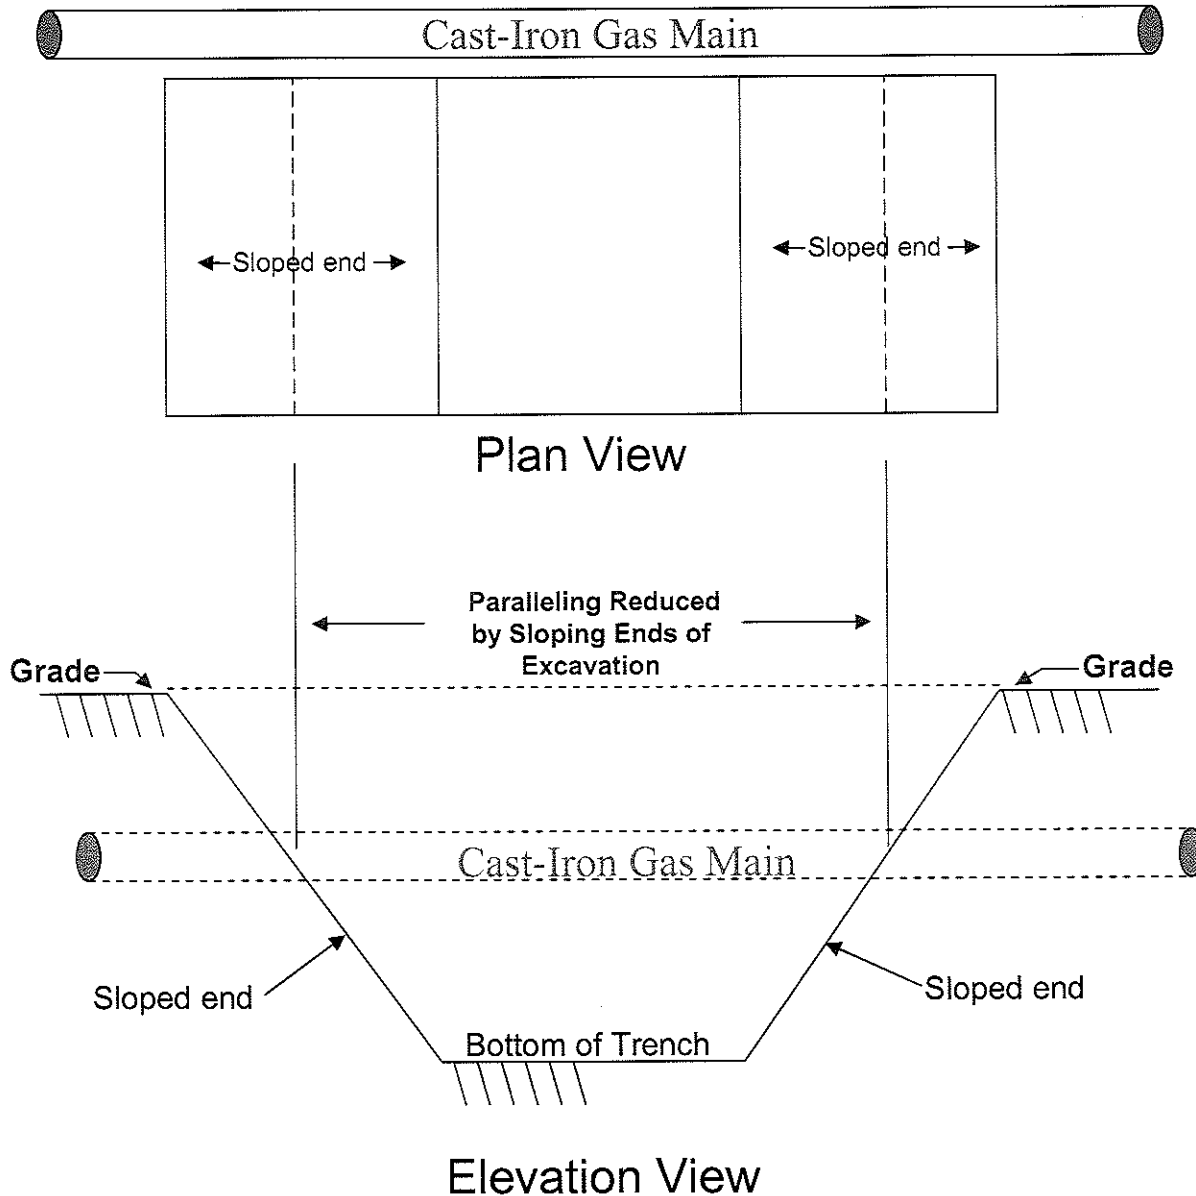 Cast-Iron Gas Main
Sloped end
Sloped end
Plan View
Paralleling Reduced
by Sloping Ends of
Excavation
Grade
Grade
Cast-Iron Gas Main
Sloped end
Sloped end
Bottom of Trench
Elevation View